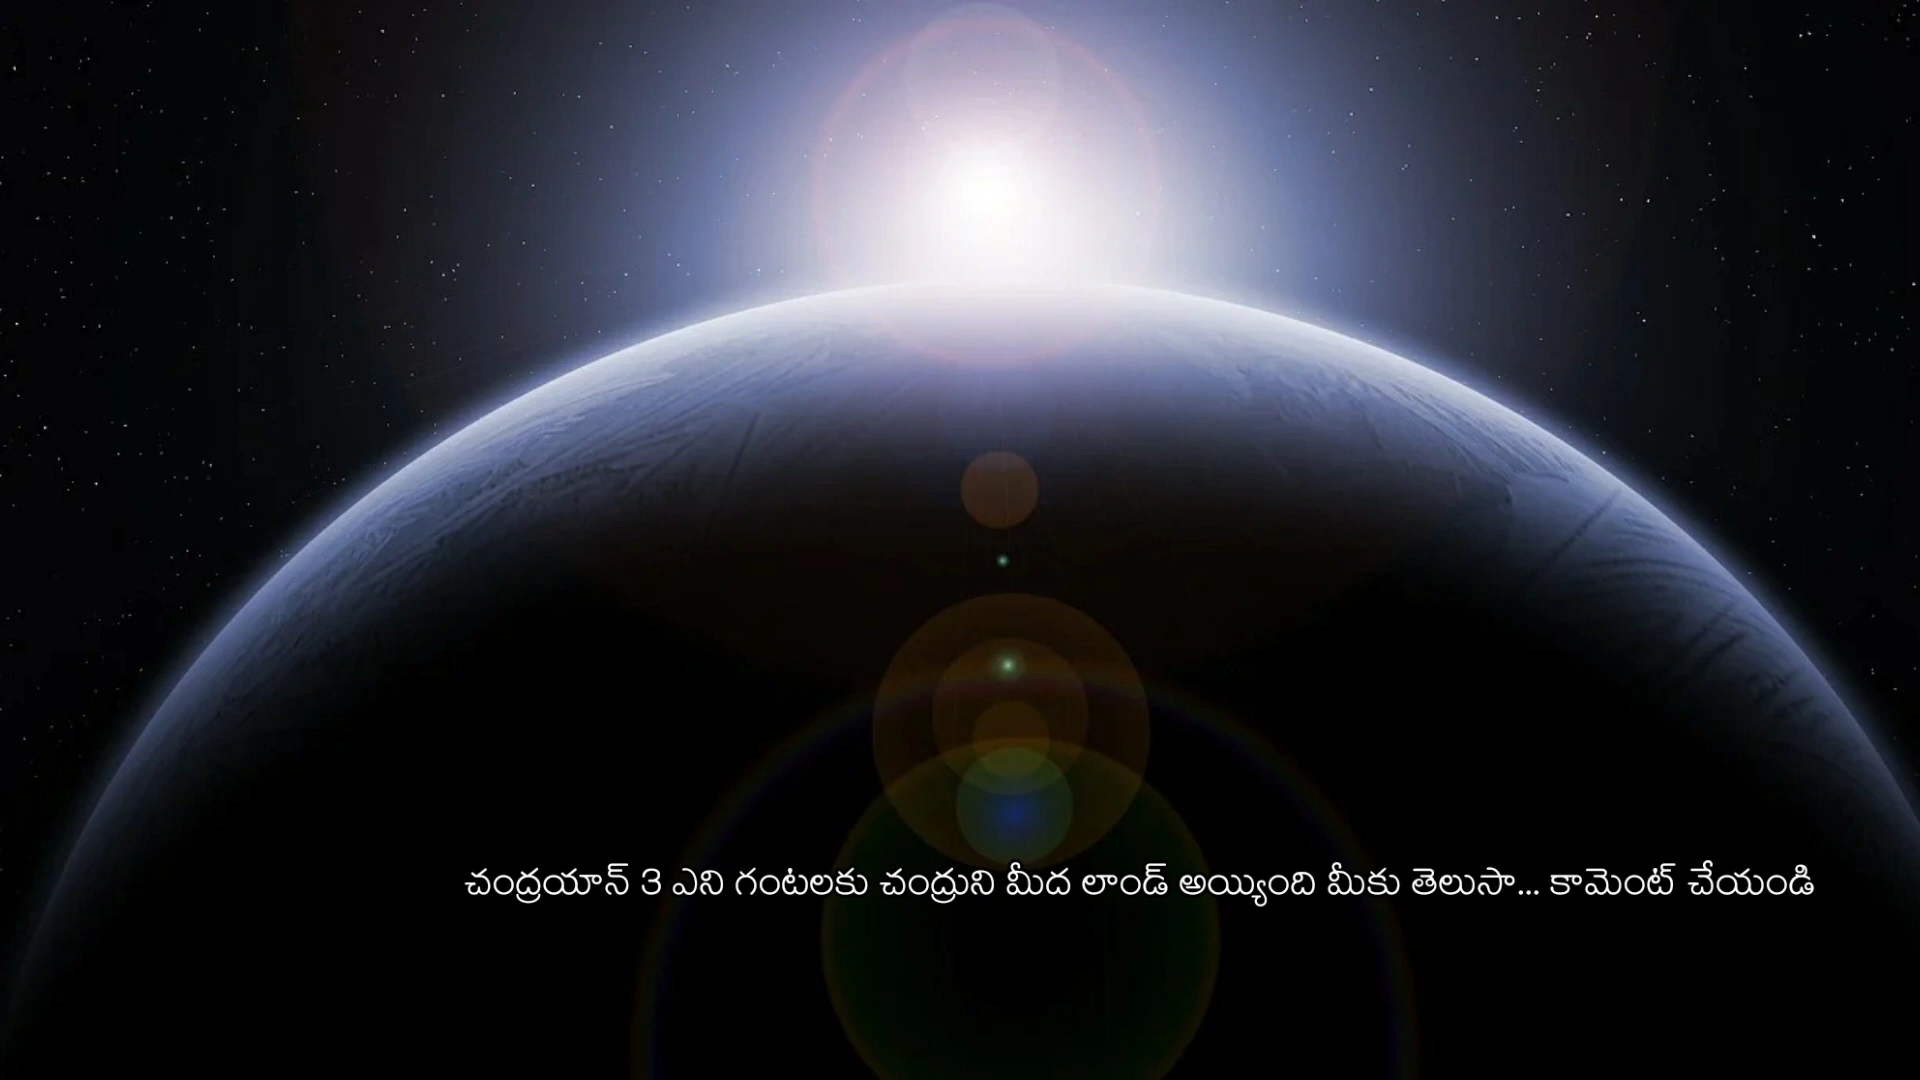 చంద్రయాన్ 3 ఎని గంటలకు చంద్రుని మీద లాండ్ అయ్యింది మీకు తెలుసా... కామెంట్ చేయండి